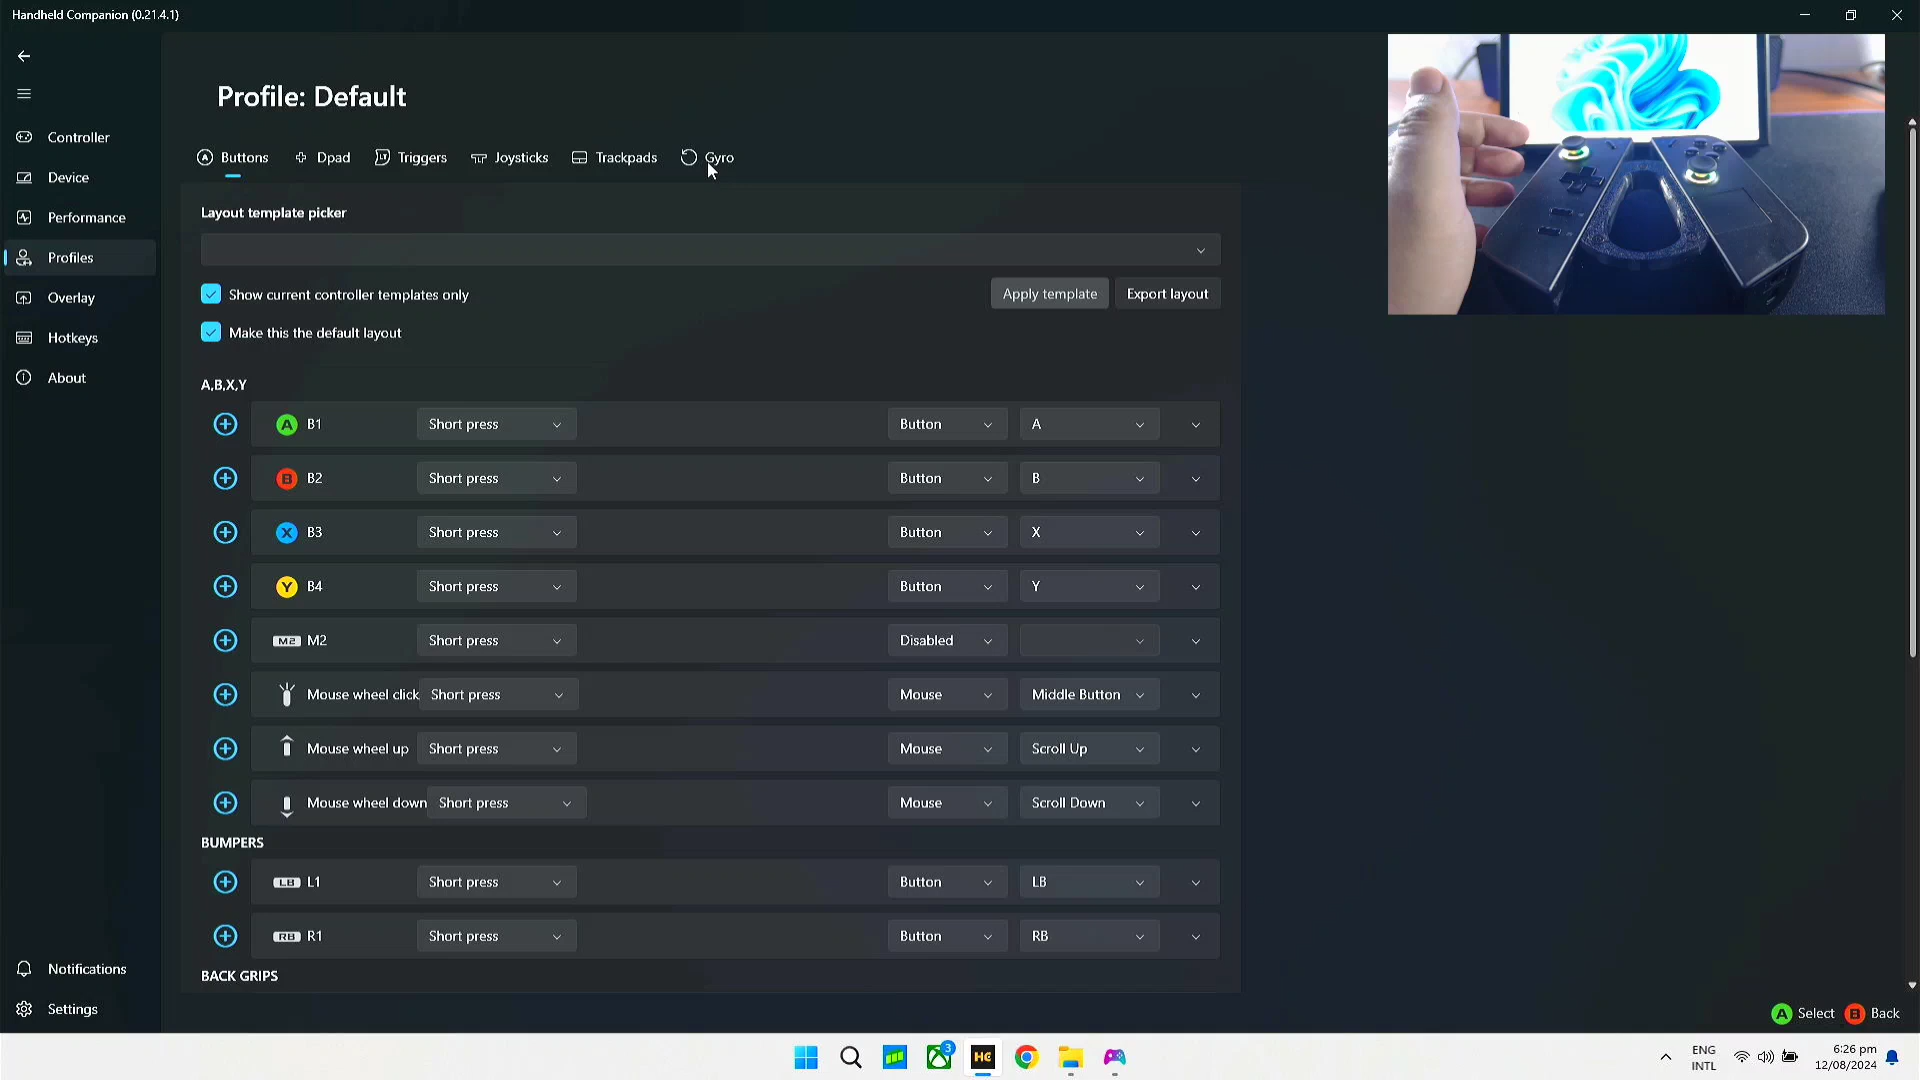 Handheld Companion (0.21.4.1)
Controller
Device
Performance
Profiles
Overlay
Hotkeys
About
Notifications
Settings
Profile: Default
Buttons Dpad Triggers Joysticks Trackpads Gyro
Layout template picker
Show current controller templates only
Apply template Export layout
Make this the default layout
A,B,X,Y
A B1 Short press Button A
B B2 Short press Button B
X B3 Short press Button X
Y B4 Short press Button Y
M2 M2 Short press Disabled
Mouse wheel click Short press Mouse Middle Button
Mouse wheel up Short press Mouse Scroll Up
Mouse wheel down Short press Mouse Scroll Down
BUMPERS
LB L1 Short press Button LB
RB R1 Short press Button RB
BACK GRIPS
A Select B Back
3
HC
ENG
INTL
6:26 pm
12/08/2024